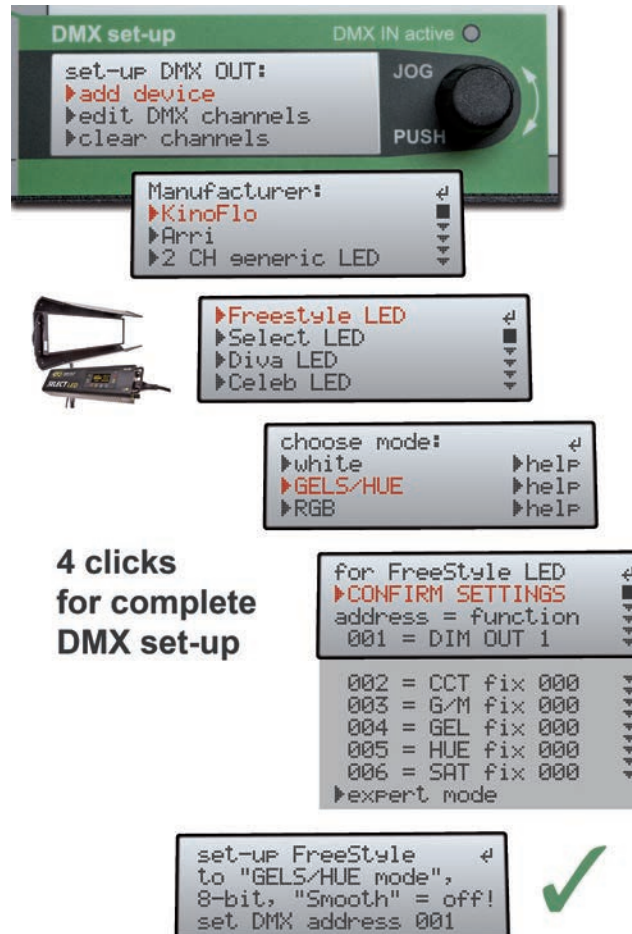 DMX set-up
DMX IN active
set-up DMX OUT:
▶add device
▶edit DMX channels
▶clear channels
JOG
PUSH
Manufacturer:
▶KinoFlo
▶Arri
▶2 CH generic LED
▶Freestyle LED
▶Select LED
▶Diva LED
▶Celeb LED
SELECT LED
choose mode:
▶white ▶help
▶GELS/HUE ▶help
▶RGB ▶help
4 clicks
for complete
DMX set-up
for FreeStyle LED
▶CONFIRM SETTINGS
address = function
001 = DIM OUT 1
002 = CCT fix 000
003 = G/M fix 000
004 = GEL fix 000
005 = HUE fix 000
006 = SAT fix 000
▶expert mode
set-up FreeStyle
to "GELS/HUE mode",
8-bit, "Smooth" = off!
set DMX address 001